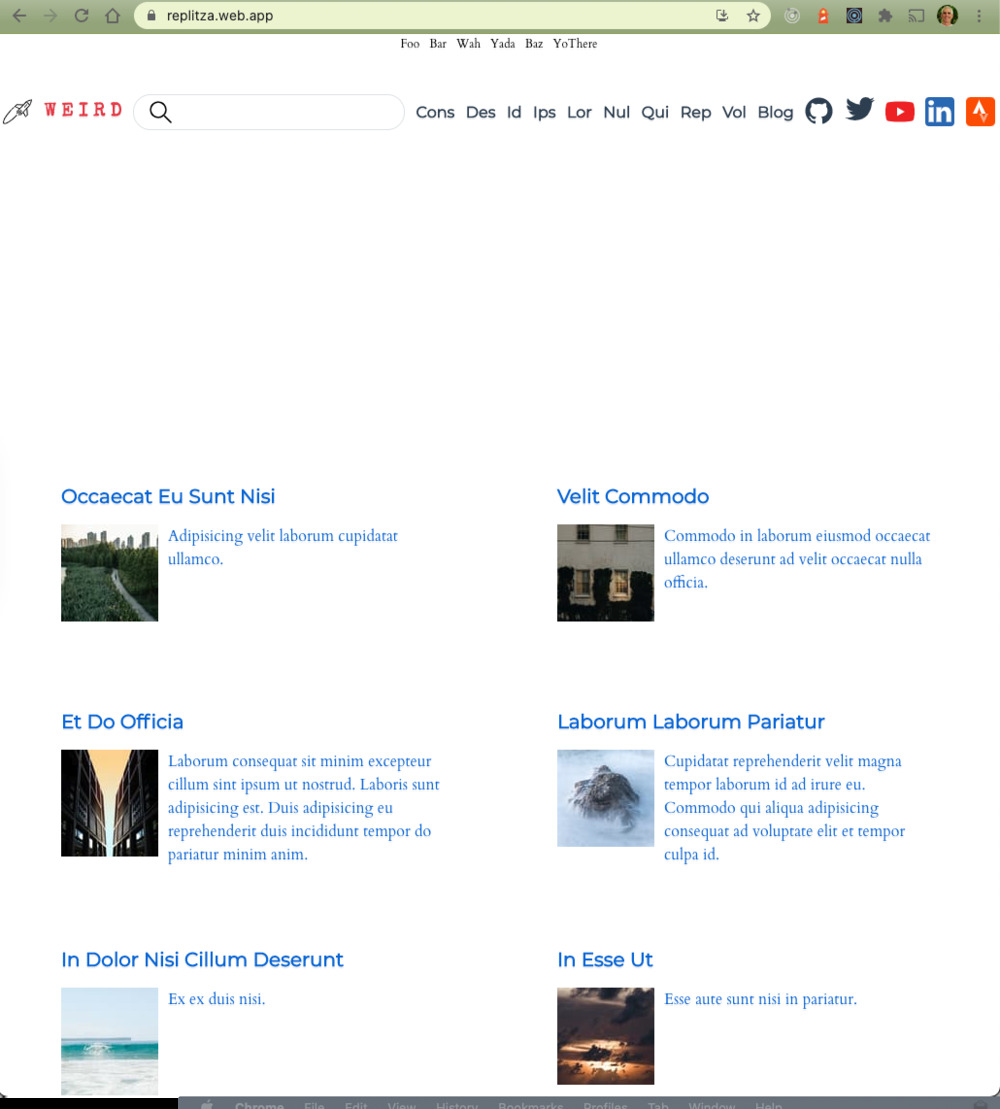 replitza.web.app
Foo Bar Wah Yada Baz YoThere
WEIRD Cons Des Id Ips Lor Nul Qui Rep Vol Blog in
Occaecat Eu Sunt Nisi
Adipisicing velit laborum cupidatat
ullamco.
Velit Commodo
Commodo in laborum eiusmod occaecat
ullamco deserunt ad velit occaecat nulla
officia.
Et Do Officia
Laborum consequat sit minim excepteur
cillum sint ipsum ut nostrud. Laboris sunt
adipisicing est. Duis adipisicing eu
reprehenderit duis incididunt tempor do
pariatur minim anim.
Laborum Laborum Pariatur
Cupidatat reprehenderit velit magna
tempor laborum id ad irure eu.
Commodo qui aliqua adipisicing
consequat ad voluptate elit et tempor
culpa id.
In Dolor Nisi Cillum Deserunt
Ex ex duis nisi.
In Esse Ut
Esse aute sunt nisi in pariatur.
Chrome File Edit View History Bookmarks Profiles Tab Window Help